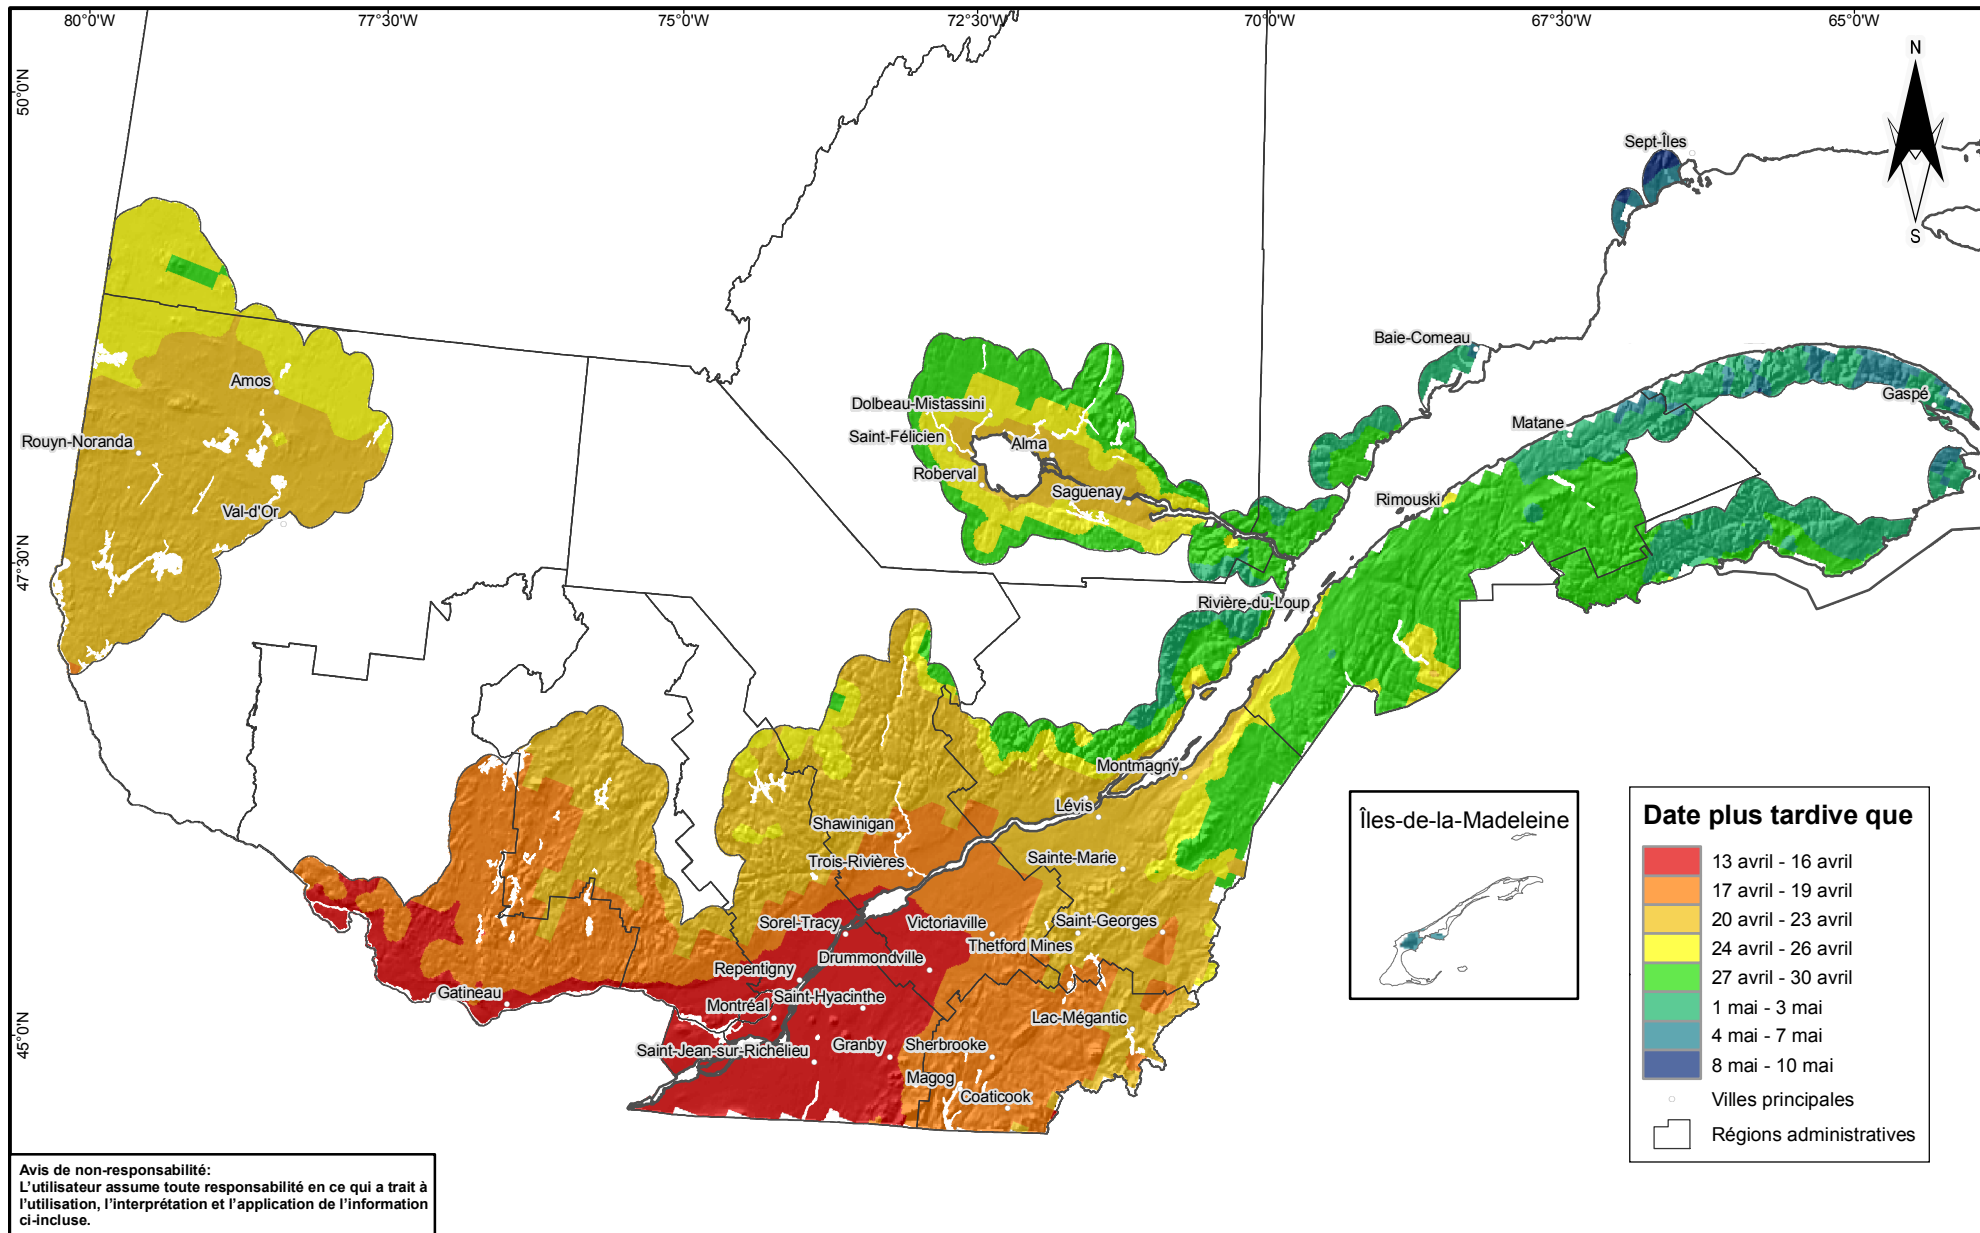 80°0'W 77°30'W 75°0'W 72°30'W 70°0'W 67°30'W 65°0'W
50°0'N
47°30'N
45°0'N
N
S
Sept-Îles
Baie-Comeau
Gaspé
Matane
Rimouski
Amos
Rouyn-Noranda
Val-d'Or
Dolbeau-Mistassini
Saint-Félicien
Alma
Roberval
Saguenay
Rivière-du-Loup
Montmagny
Lévis
Shawinigan
Trois-Rivières
Sainte-Marie
Sorel-Tracy
Victoriaville
Saint-Georges
Thetford Mines
Drummondville
Repentigny
Gatineau
Montréal
Saint-Hyacinthe
Lac-Mégantic
Saint-Jean-sur-Richelieu
Granby
Sherbrooke
Magog
Coaticook
Îles-de-la-Madeleine
Date plus tardive que
13 avril - 16 avril
17 avril - 19 avril
20 avril - 23 avril
24 avril - 26 avril
27 avril - 30 avril
1 mai - 3 mai
4 mai - 7 mai
8 mai - 10 mai
Villes principales
Régions administratives
Avis de non-responsabilité:
L'utilisateur assume toute responsabilité en ce qui a trait à
l'utilisation, l'interprétation et l'application de l'information
ci-incluse.